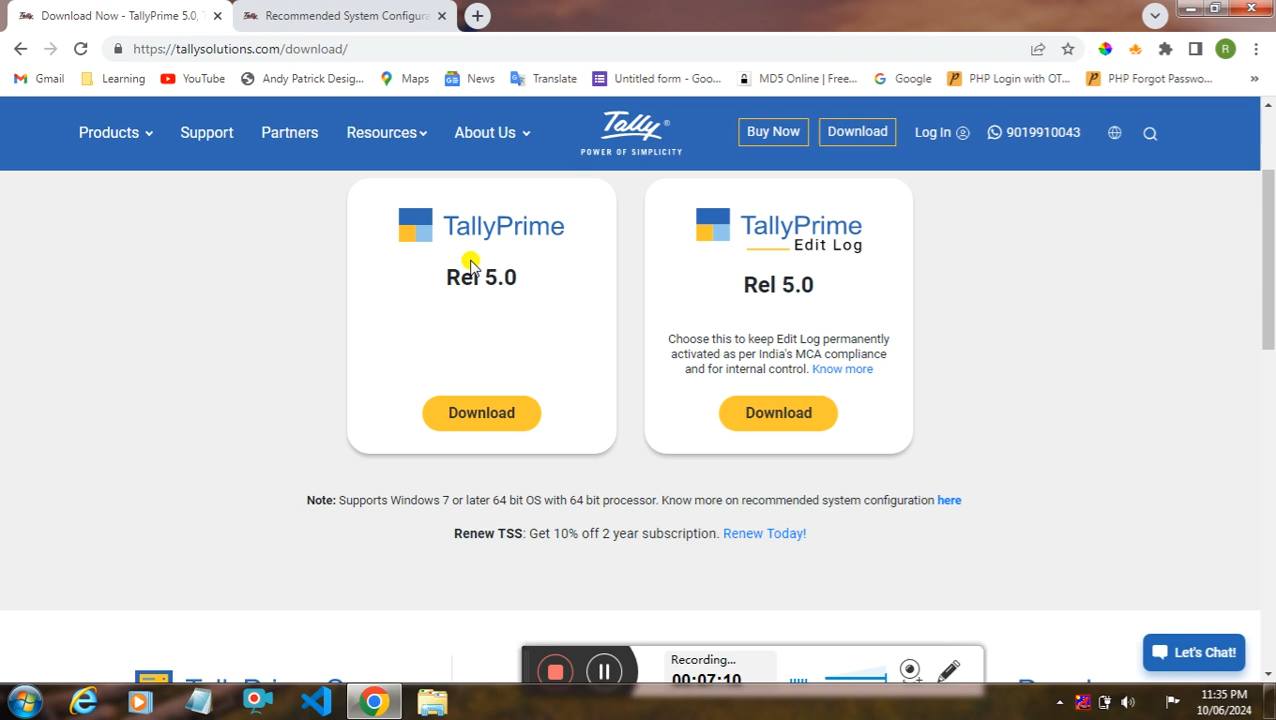 Download Now - TallyPrime 5.0, T
Recommended System Configura
https://tallysolutions.com/download/
R
Gmail
Learning
YouTube
Andy Patrick Desig...
Maps
News
Translate
Untitled form - Goo...
MD5 Online | Free...
Google
PHP Login with OT...
PHP Forgot Passwo...
»
Products
Support
Partners
Resources
About Us
Tally
POWER OF SIMPLICITY
Buy Now
Download
Log In
9019910043
TallyPrime
Rel 5.0
Download
TallyPrime
Edit Log
Rel 5.0
Choose this to keep Edit Log permanently
activated as per India's MCA compliance
and for internal control. Know more
Download
Note: Supports Windows 7 or later 64 bit OS with 64 bit processor. Know more on recommended system configuration here
Renew TSS: Get 10% off 2 year subscription. Renew Today!
Let's Chat!
Recording...
00:07:10
11:35 PM
10/06/2024